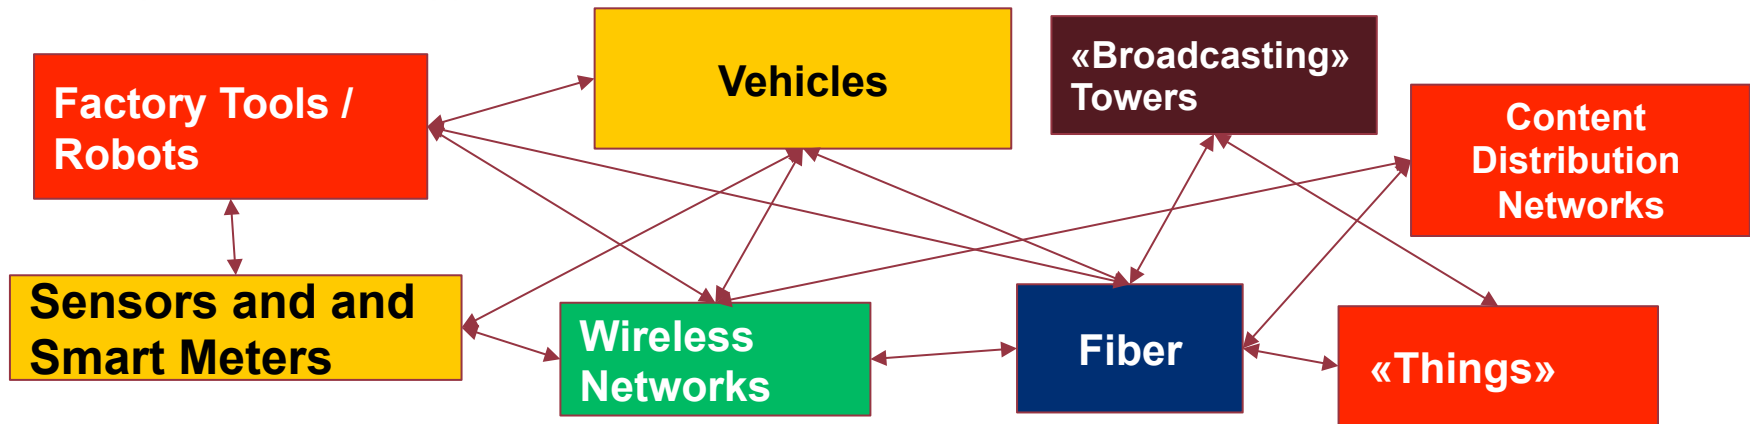 Factory Tools /
Robots
Vehicles
«Broadcasting»
Towers
Content
Distribution
Networks
Sensors and and
Smart Meters
Wireless
Networks
Fiber
«Things»